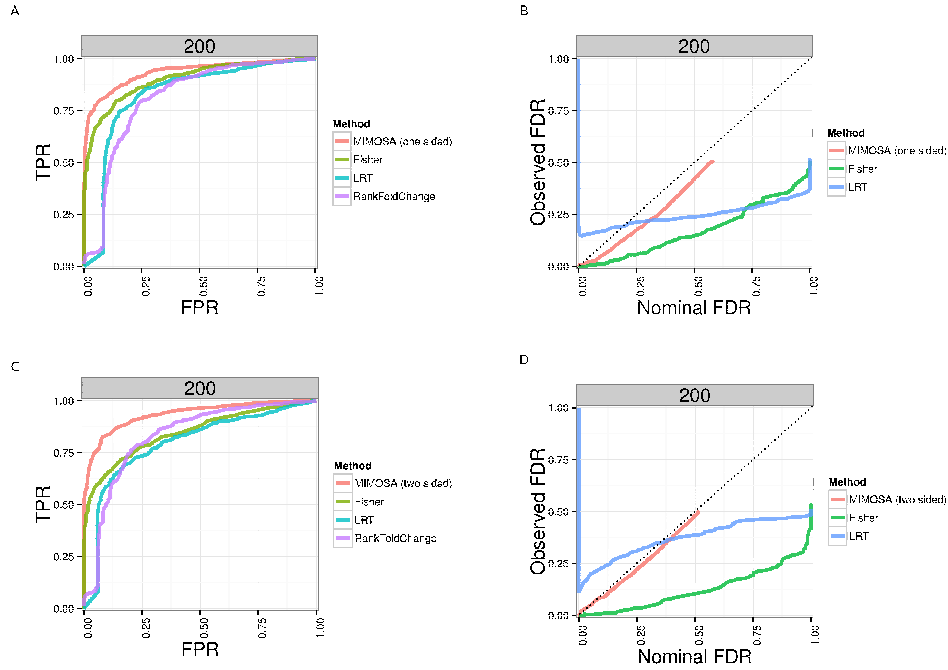 A
200
TPR
1.00
0.75
0.50
0.25
0.00
0.00
0.25
0.50
0.75
1.00
FPR
Method
MIMOSA (one sided)
Fisher
LRT
RankFoldChange
B
200
Observed FDR
1.00
0.75
0.50
0.25
0.00
0.00
0.25
0.50
0.75
1.00
Nominal FDR
Method
MIMOSA (one sided)
Fisher
LRT
C
200
TPR
1.00
0.75
0.50
0.25
0.00
0.00
0.25
0.50
0.75
1.00
FPR
Method
MIMOSA (two sided)
Fisher
LRT
RankFoldChange
D
200
Observed FDR
1.00
0.75
0.50
0.25
0.00
0.00
0.25
0.50
0.75
1.00
Nominal FDR
Method
MIMOSA (two sided)
Fisher
LRT